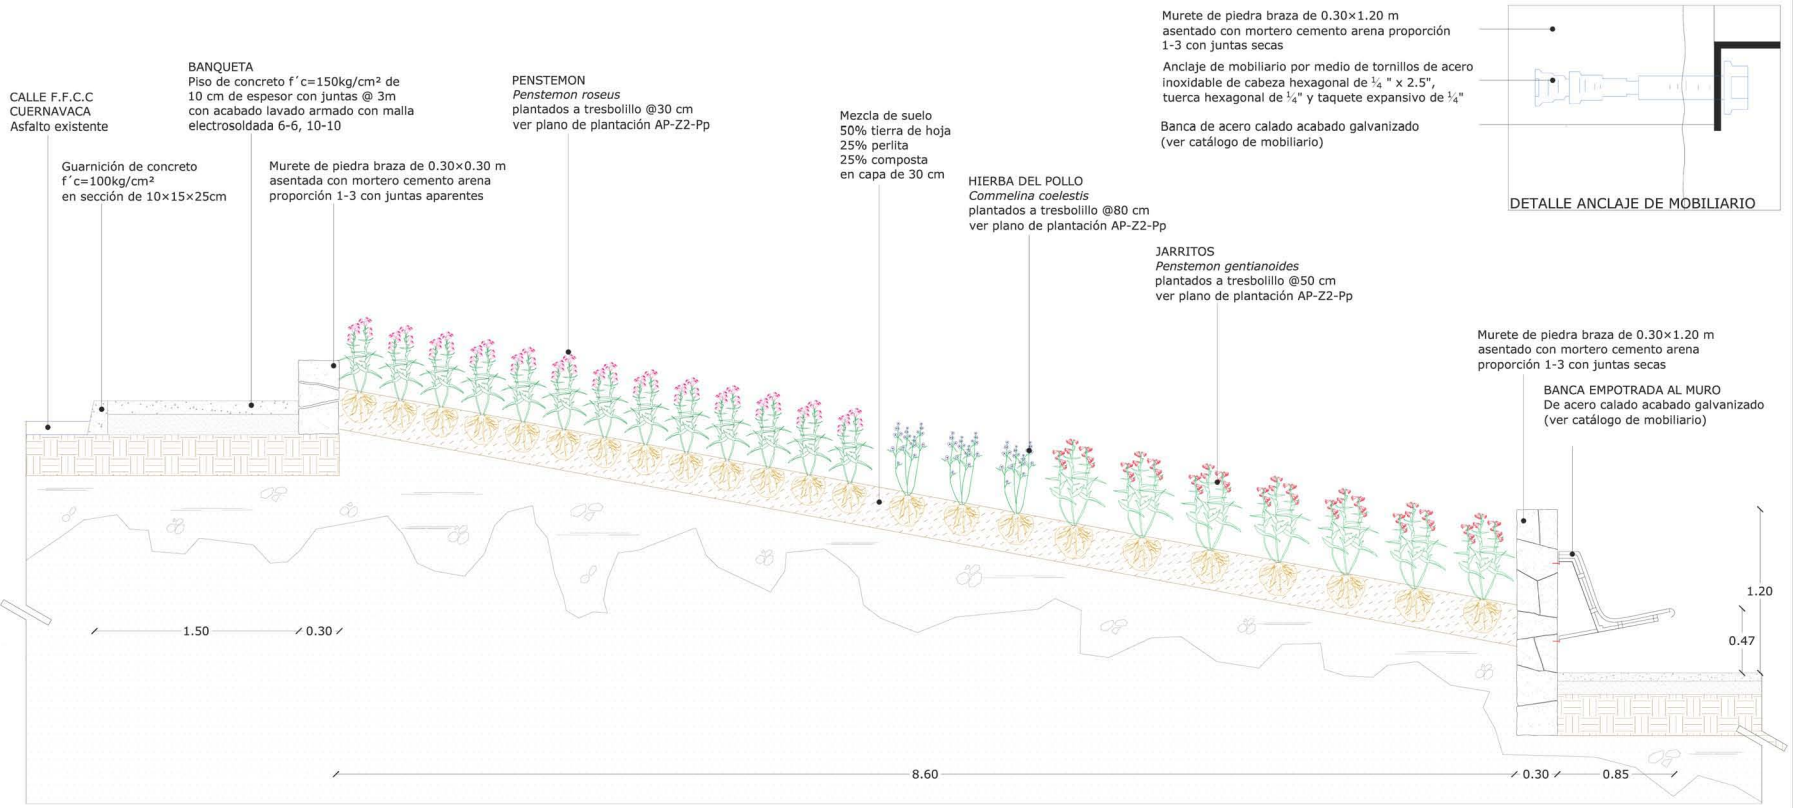 CALLE F.F.C.C
CUERNAVACA
Asfalto existente
Guarnición de concreto
f´c=100kg/cm²
en sección de 10×15×25cm
BANQUETA
Piso de concreto f´c=150kg/cm² de
10 cm de espesor con juntas @ 3m
con acabado lavado armado con malla
electrosoldada 6-6, 10-10
Murete de piedra braza de 0.30×0.30 m
asentada con mortero cemento arena
proporción 1-3 con juntas aparentes
PENSTEMON
Penstemon roseus
plantados a tresbolillo @30 cm
ver plano de plantación AP-Z2-Pp
Mezcla de suelo
50% tierra de hoja
25% perlita
25% composta
en capa de 30 cm
HIERBA DEL POLLO
Commelina coelestis
plantados a tresbolillo @80 cm
ver plano de plantación AP-Z2-Pp
JARRITOS
Penstemon gentianoides
plantados a tresbolillo @50 cm
ver plano de plantación AP-Z2-Pp
Murete de piedra braza de 0.30×1.20 m
asentado con mortero cemento arena proporción
1-3 con juntas secas
Anclaje de mobiliario por medio de tornillos de acero
inoxidable de cabeza hexagonal de ¼ " x 2.5",
tuerca hexagonal de ¼" y taquete expansivo de ¼"
Banca de acero calado acabado galvanizado
(ver catálogo de mobiliario)
DETALLE ANCLAJE DE MOBILIARIO
Murete de piedra braza de 0.30×1.20 m
asentado con mortero cemento arena
proporción 1-3 con juntas secas
BANCA EMPOTRADA AL MURO
De acero calado acabado galvanizado
(ver catálogo de mobiliario)
1.20
0.47
1.50
0.30
8.60
0.30
0.85